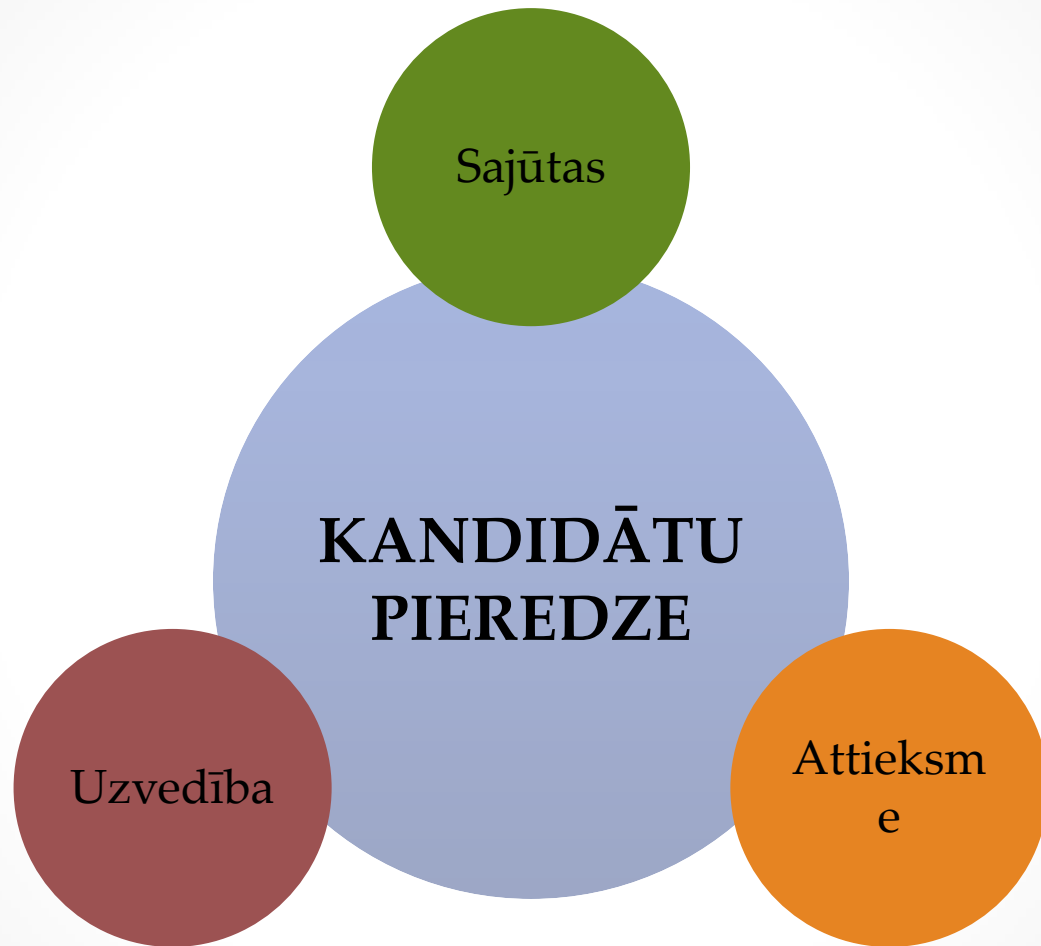 Sajūtas
KANDIDĀTU
PIEREDZE
Uzvedība
Attieksm
e